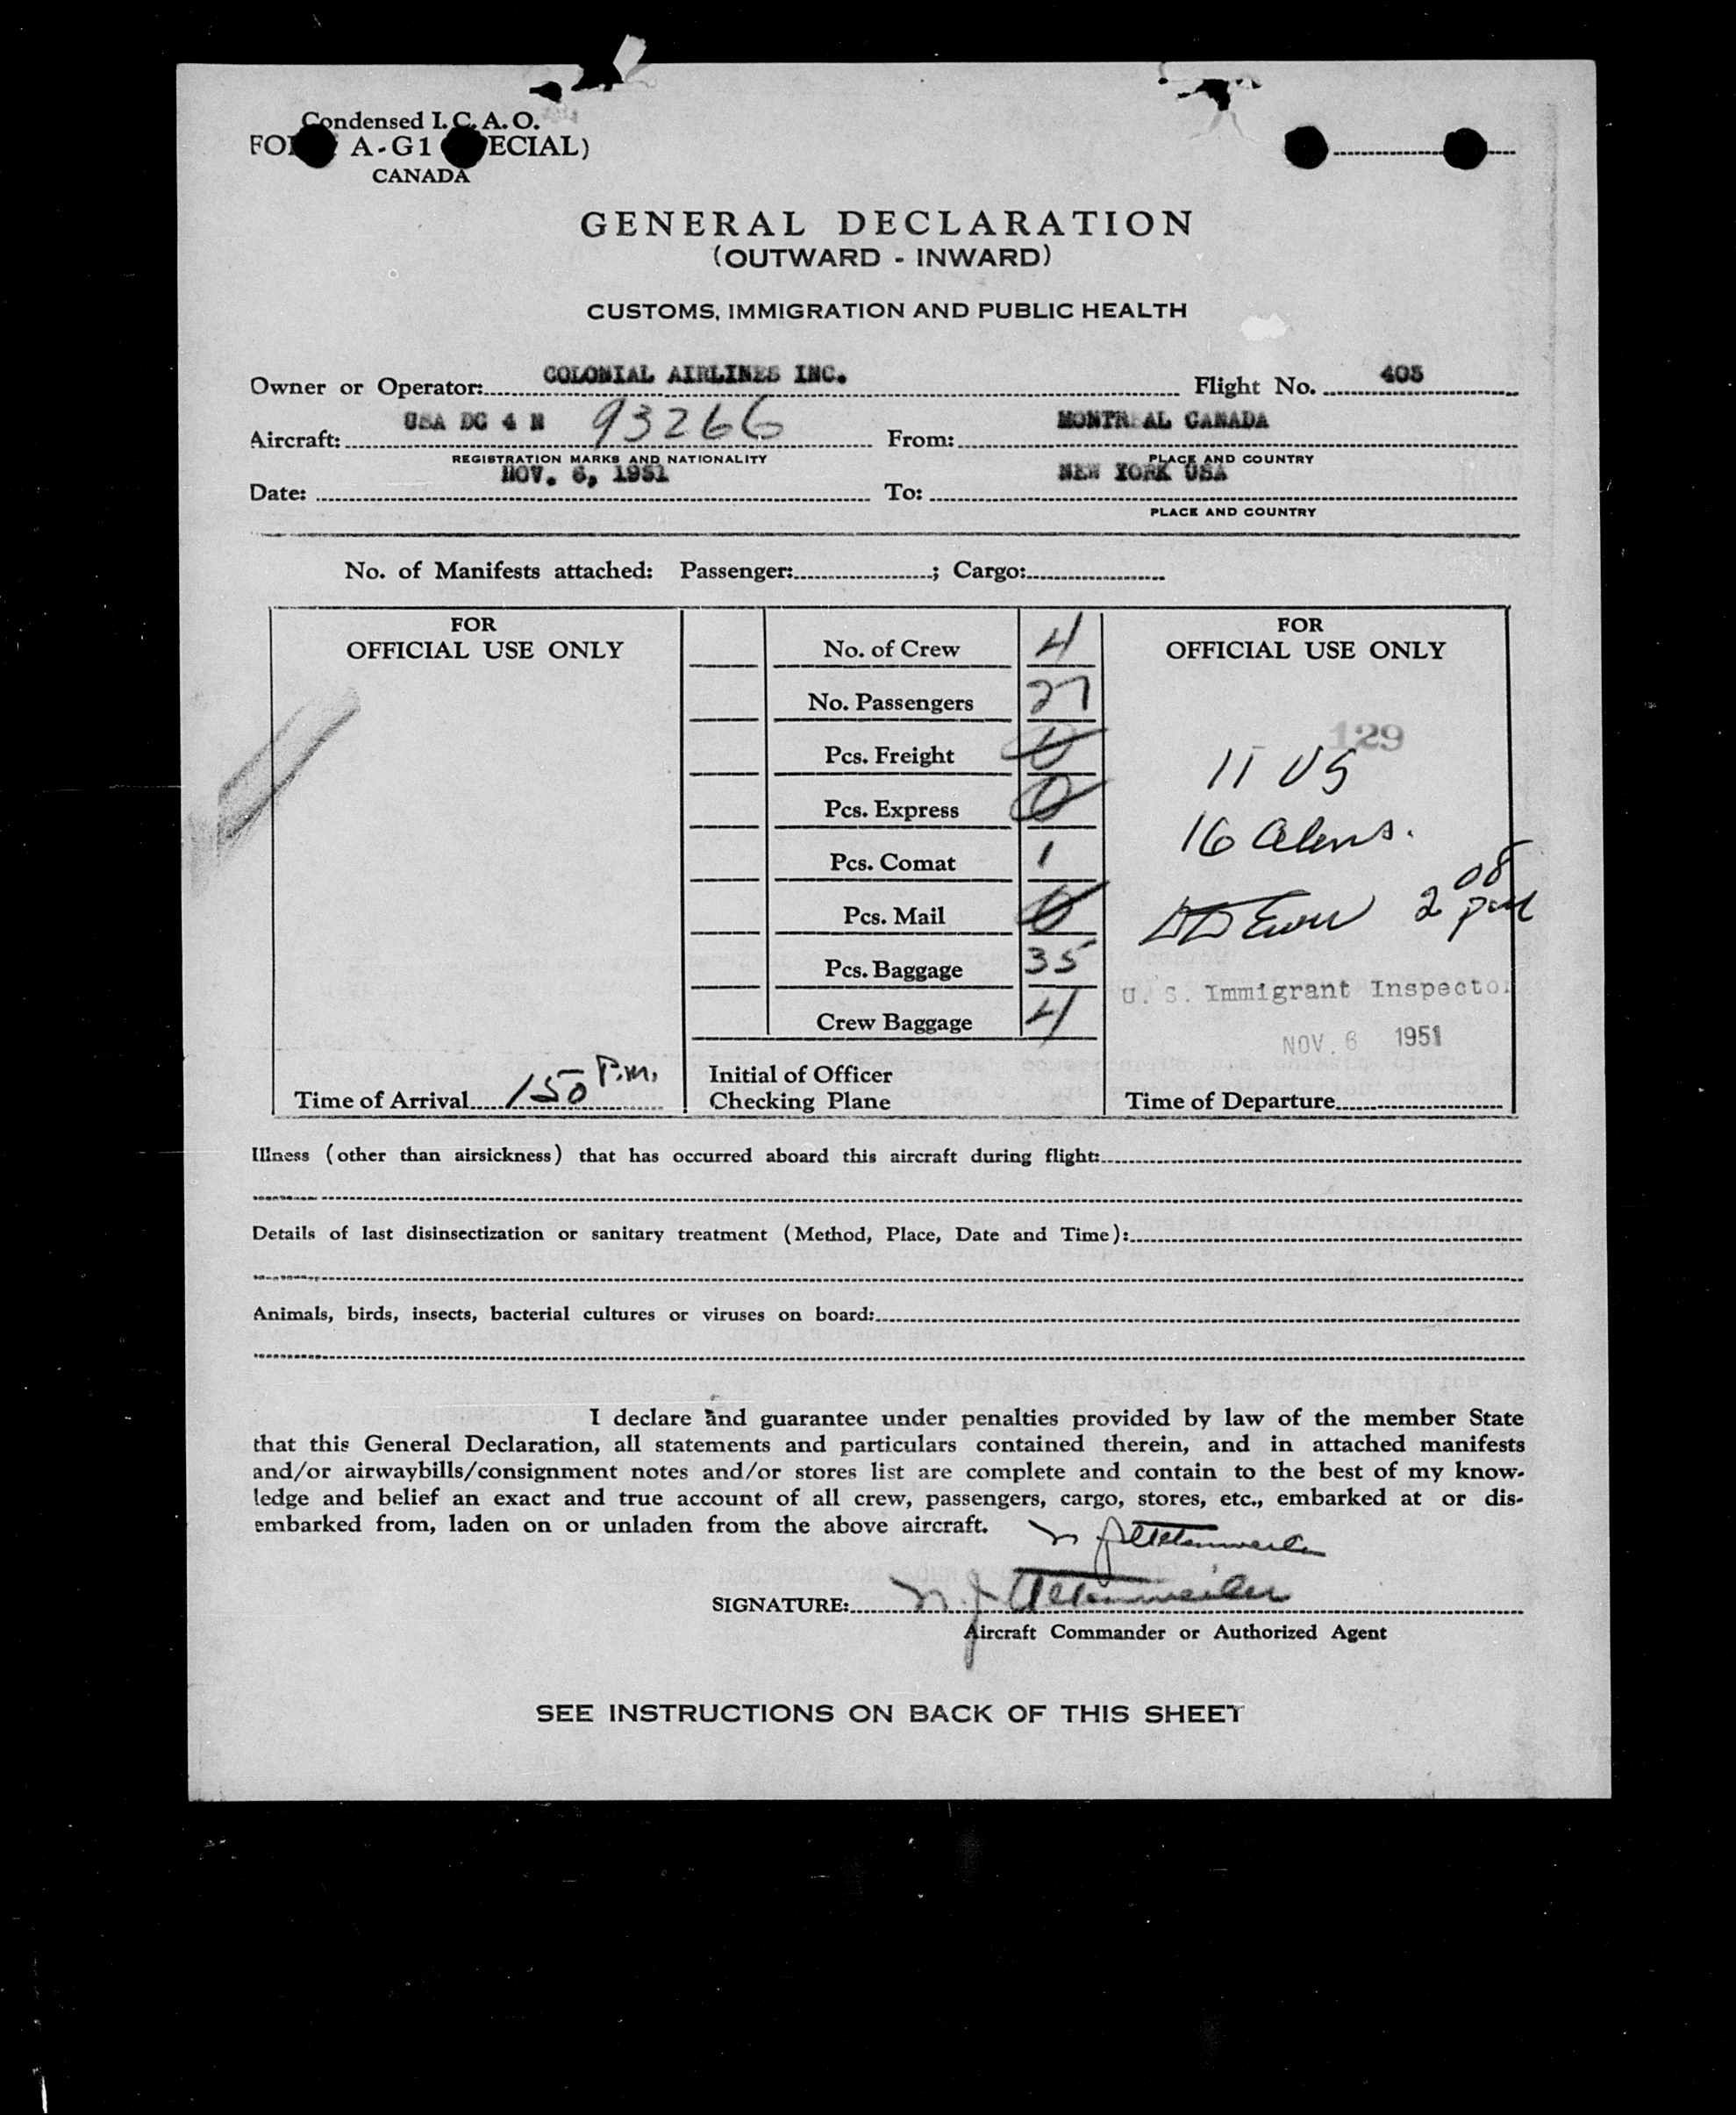 Condensed I. C. A. O.
A-G1
CANADA
GENERAL DECLARATION
(OUTWARD - INWARD)
CUSTOMS, IMMIGRATION AND PUBLIC HEALTH
Owner or Operator: COLONIAL AIRLINES INC. Flight No. 405
Aircraft: USA DC 4 N 93266 From: MONTREAL CANADA
REGISTRATION MARKS AND NATIONALITY PLACE AND COUNTRY
Date: NOV. 6, 1951 To: NEW YORK USA
PLACE AND COUNTRY
No. of Manifests attached: Passenger: ; Cargo:
FOR
OFFICIAL USE ONLY
Time of Arrival 150 P.M.
No. of Crew 4
No. Passengers 27
Pcs. Freight 0
Pcs. Express 0
Pcs. Comat 1
Pcs. Mail 0
Pcs. Baggage 35
Crew Baggage 4
Initial of Officer
Checking Plane
FOR
OFFICIAL USE ONLY
129
11 US
16 aliens.
2 08 pm
U. S. Immigrant Inspector
NOV. 6 1951
Time of Departure
Illness (other than airsickness) that has occurred aboard this aircraft during flight:
Details of last disinsectization or sanitary treatment (Method, Place, Date and Time):
Animals, birds, insects, bacterial cultures or viruses on board:
I declare and guarantee under penalties provided by law of the member State
that this General Declaration, all statements and particulars contained therein, and in attached manifests
and/or airwaybills/consignment notes and/or stores list are complete and contain to the best of my know-
ledge and belief an exact and true account of all crew, passengers, cargo, stores, etc., embarked at or dis-
embarked from, laden on or unladen from the above aircraft.
SIGNATURE:
Aircraft Commander or Authorized Agent
SEE INSTRUCTIONS ON BACK OF THIS SHEET